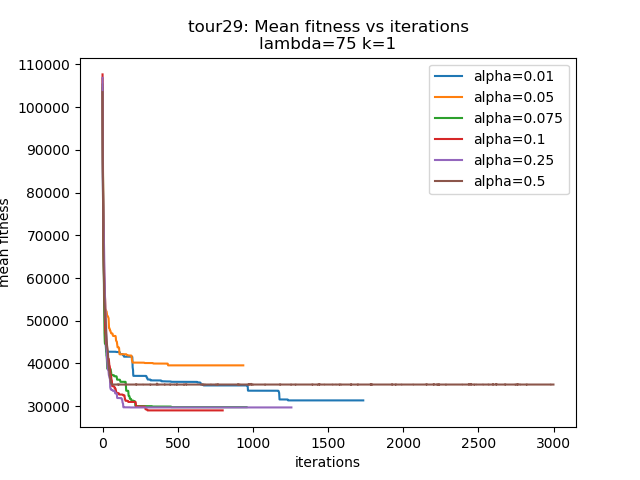 tour29: Mean fitness vs iterations
lambda=75 k=1
110000
100000
90000
80000
70000
60000
50000
40000
30000
mean fitness
0
500
1000
1500
2000
2500
3000
iterations
alpha=0.01
alpha=0.05
alpha=0.075
alpha=0.1
alpha=0.25
alpha=0.5